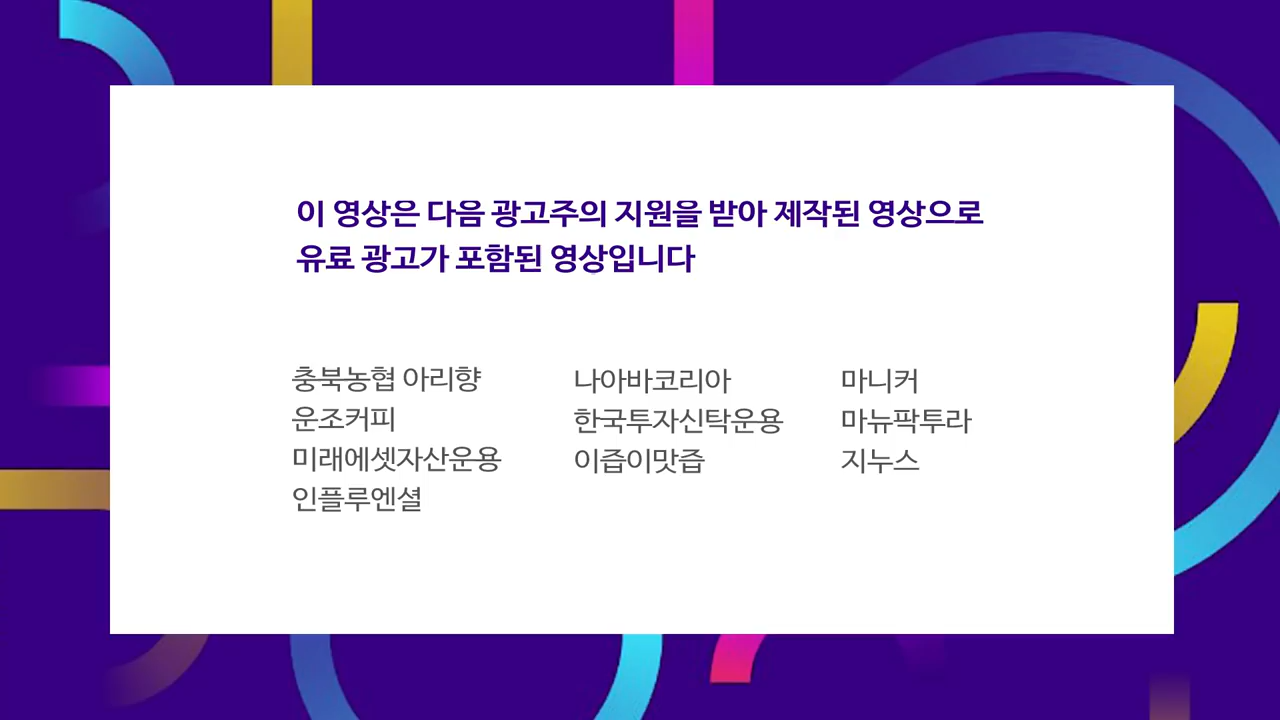 이 영상은 다음 광고주의 지원을 받아 제작된 영상으로
유료 광고가 포함된 영상입니다
충북농협 아리향
운조커피
미래에셋자산운용
인플루엔셜
나아바코리아
한국투자신탁운용
이즙이맛즙
마니커
마뉴팍투라
지누스